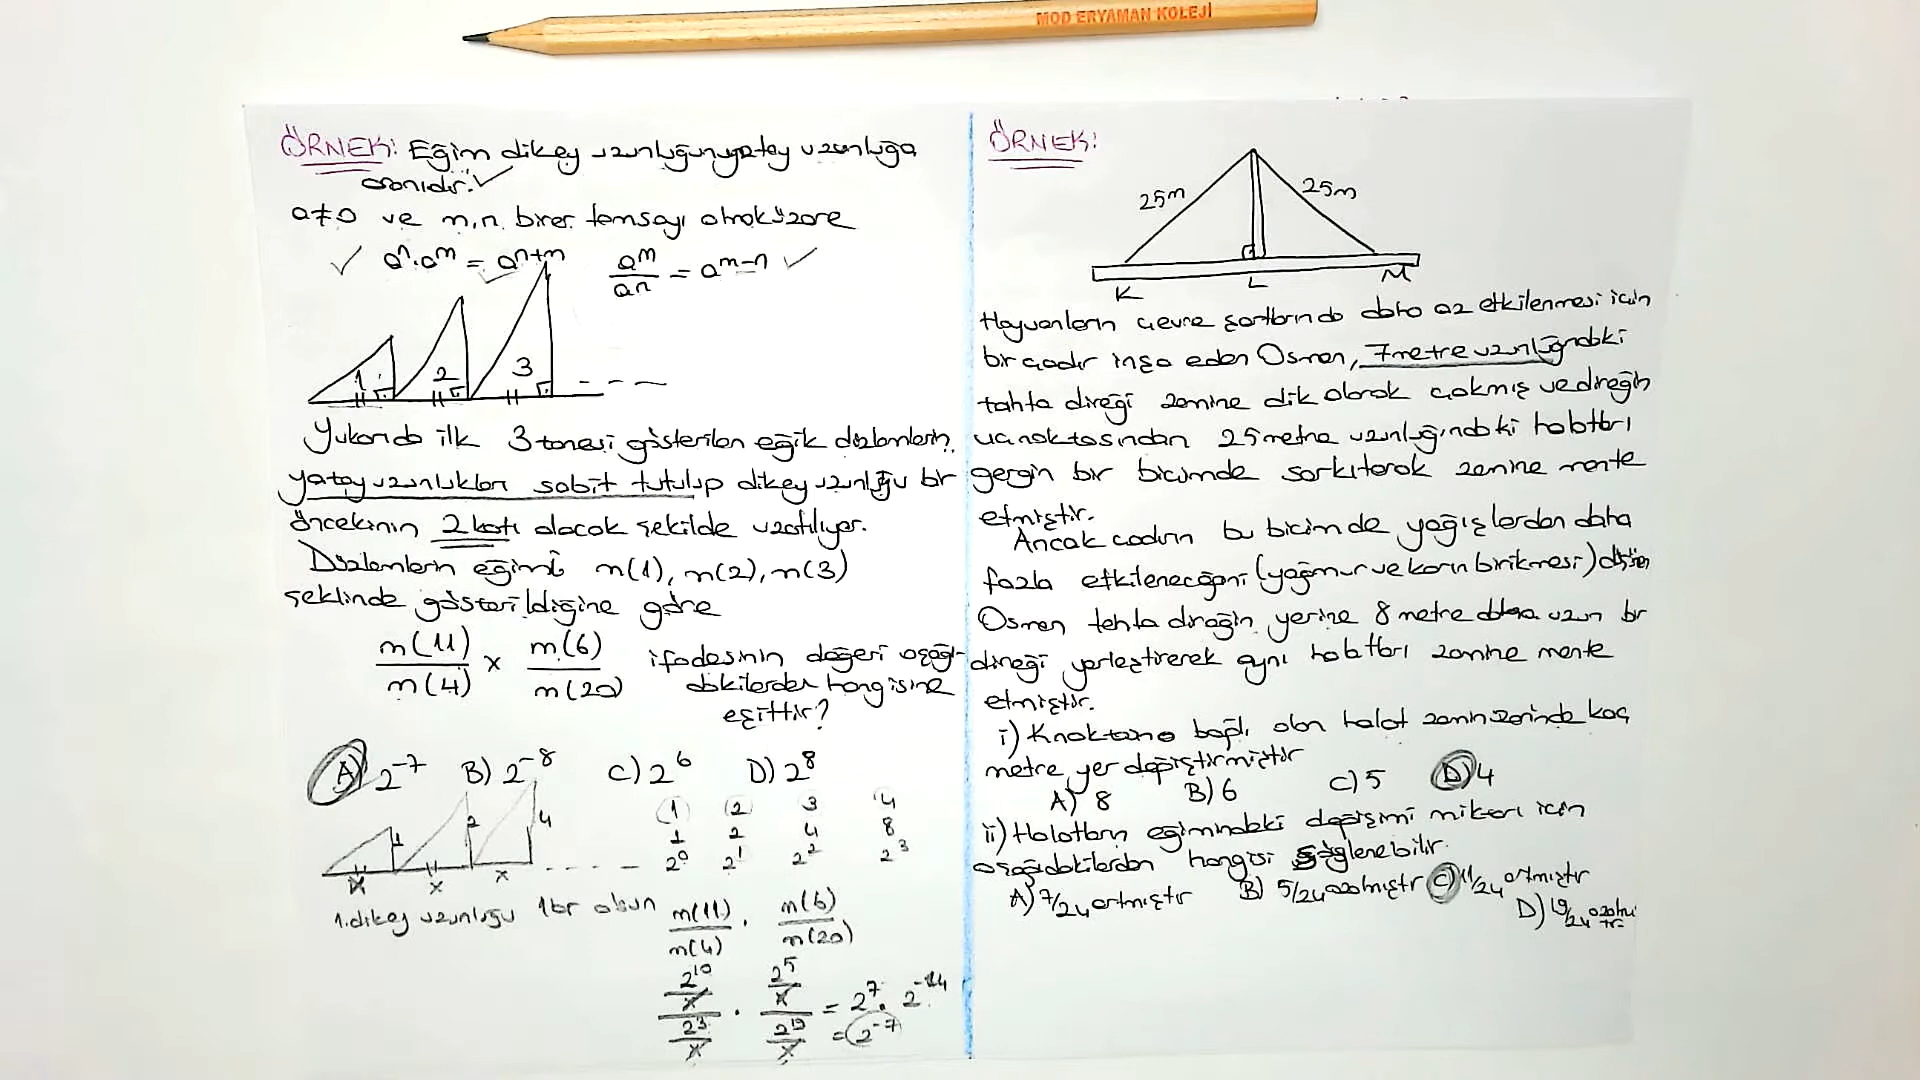 MOD ERYAMAN KOLEJİ
ÖRNEK: Eğim dikey uzunluğun yatay uzunluğa
oranıdır. ✓
a≠0 ve m,n birer tamsayı olmak üzere
✓ aⁿ.aᵐ = aⁿ⁺ᵐ ✓ aᵐ/aⁿ = aᵐ⁻ⁿ ✓
1 2 3 - - -
Yukarıda ilk 3 tanesi gösterilen eğik düzlemlerin,
yatay uzunlukları sabit tutulup dikey uzunluğu bir
öncekinin 2 katı olacak şekilde uzatılıyor.
Düzlemlerin eğimi m(1), m(2), m(3)
şeklinde gösterildiğine göre
m(11)/m(4) x m(6)/m(20) ifadesinin değeri aşağı-
dakilerden hangisine
eşittir?
A) 2⁻⁷ B) 2⁻⁸ C) 2⁶ D) 2⁸
1 2 4
x x x - - - -
1 2 3 4
1 2 4 8
2⁰ 2¹ 2² 2³
1. dikey uzunluğu 1br olsun
m(11)/m(4) . m(6)/m(20)
(2¹⁰/x)/(2³/x) . (2⁵/x)/(2¹⁹/x) = 2⁷ . 2⁻¹⁴
= 2⁻⁷
ÖRNEK:
25m 25m
K L M
Hayvanların çevre şartlarında daha az etkilenmesi için
bir çadır inşa eden Osman, 7 metre uzunluğundaki
tahta direği zemine dik olarak çakmış ve direğin
uç noktasından 25 metre uzunluğundaki halatları
gergin bir biçimde sarkıtarak zemine monte
etmiştir.
Ancak çadırın bu biçimde yağışlardan daha
fazla etkileneceğini (yağmur ve karın birikmesi) düşünen
Osman tahta direğin yerine 8 metre daha uzun bir
direği yerleştirerek aynı halatları zemine monte
etmiştir.
i) K noktasına bağlı olan halat zemin üzerinde kaç
metre yer değiştirmiştir
A) 8 B) 6 C) 5 D) 4
ii) Halatların eğimindeki değişimi miktarı için
aşağıdakilerden hangisi söylenebilir.
A) 7/24 artmıştır B) 5/24 azalmıştır C) 11/24 artmıştır